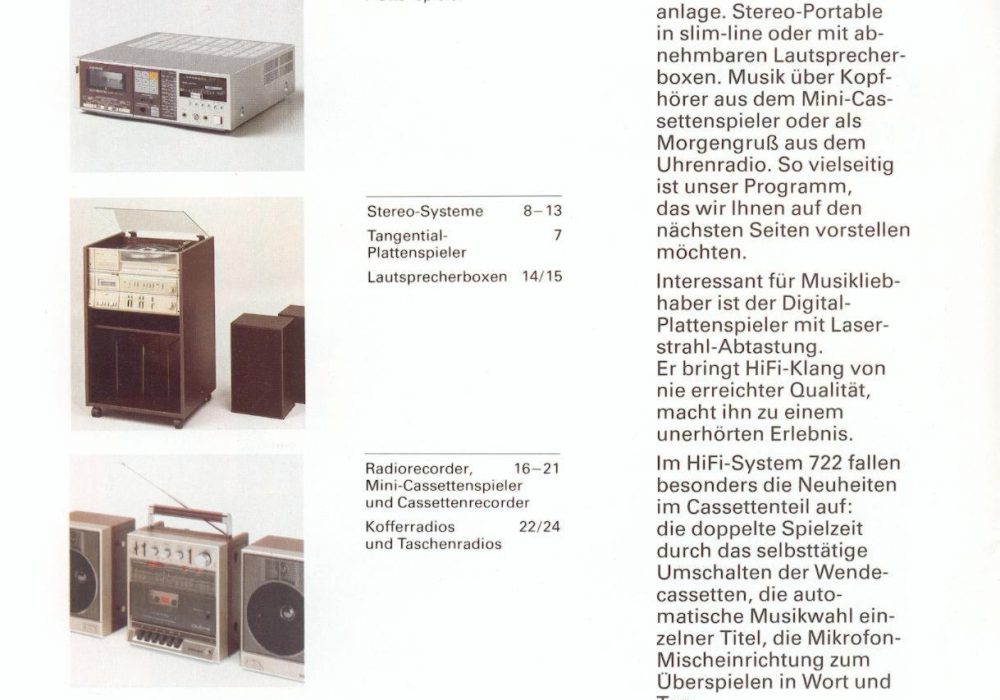 Stereo-Systeme 8–13
Tangential- 7
Plattenspieler
Lautsprecherboxen 14/15
Radiorecorder, 16–21
Mini-Cassettenspieler
und Cassettenrecorder
Kofferradios 22/24
und Taschenradios
anlage. Stereo-Portable
in slim-line oder mit ab-
nehmbaren Lautsprecher-
boxen. Musik über Kopf-
hörer aus dem Mini-Cas-
settenspieler oder als
Morgengruß aus dem
Uhrenradio. So vielseitig
ist unser Programm,
das wir Ihnen auf den
nächsten Seiten vorstellen
möchten.
Interessant für Musiklieb-
haber ist der Digital-
Plattenspieler mit Laser-
strahl-Abtastung.
Er bringt HiFi-Klang von
nie erreichter Qualität,
macht ihn zu einem
unerhörten Erlebnis.
Im HiFi-System 722 fallen
besonders die Neuheiten
im Cassettenteil auf:
die doppelte Spielzeit
durch das selbsttätige
Umschalten der Wende-
cassetten, die auto-
matische Musikwahl ein-
zelner Titel, die Mikrofon-
Mischeinrichtung zum
Überspielen in Wort und